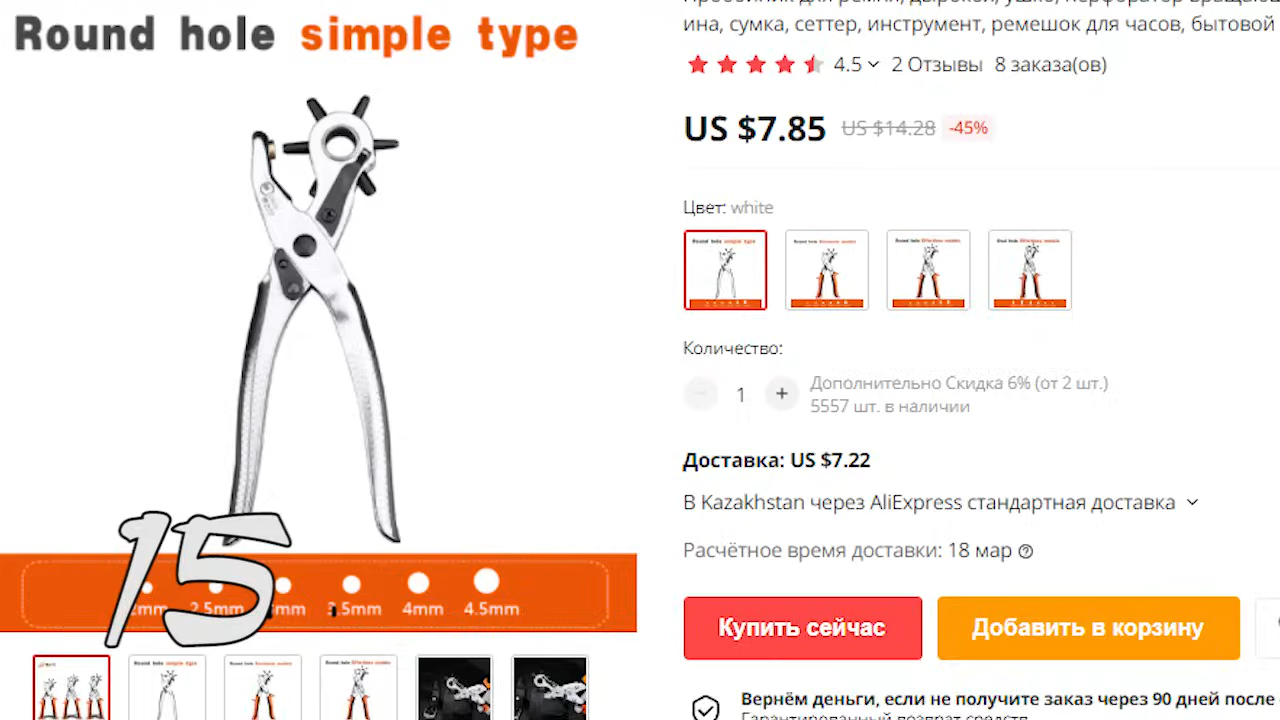 Round hole simple type
15
2.5mm
3.5mm 4mm 4.5mm
ина, сумка, сеттер, инструмент, ремешок для часов, бытовой
4.5 2 Отзывы 8 заказа(ов)
US $7.85 US $14.28 -45%
Цвет: white
Количество:
1
Дополнительно Скидка 6% (от 2 шт.)
5557 шт. в наличии
Доставка: US $7.22
В Kazakhstan через AliExpress стандартная доставка
Расчётное время доставки: 18 мар
Купить сейчас
Добавить в корзину
Вернём деньги, если не получите заказ через 90 дней после